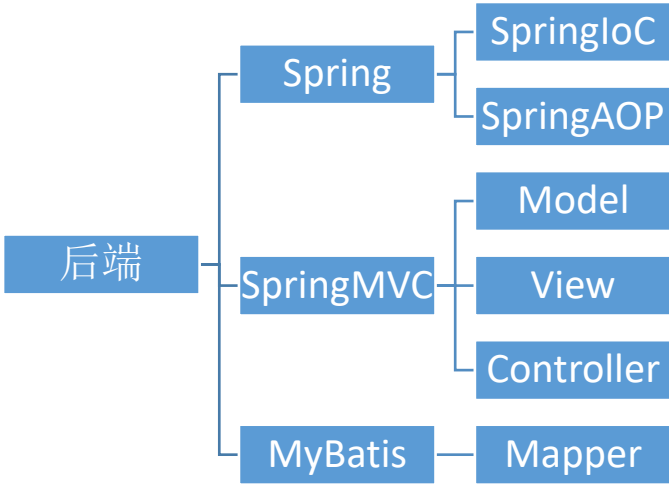 后端
Spring
SpringIoC
SpringAOP
SpringMVC
Model
View
Controller
MyBatis
Mapper